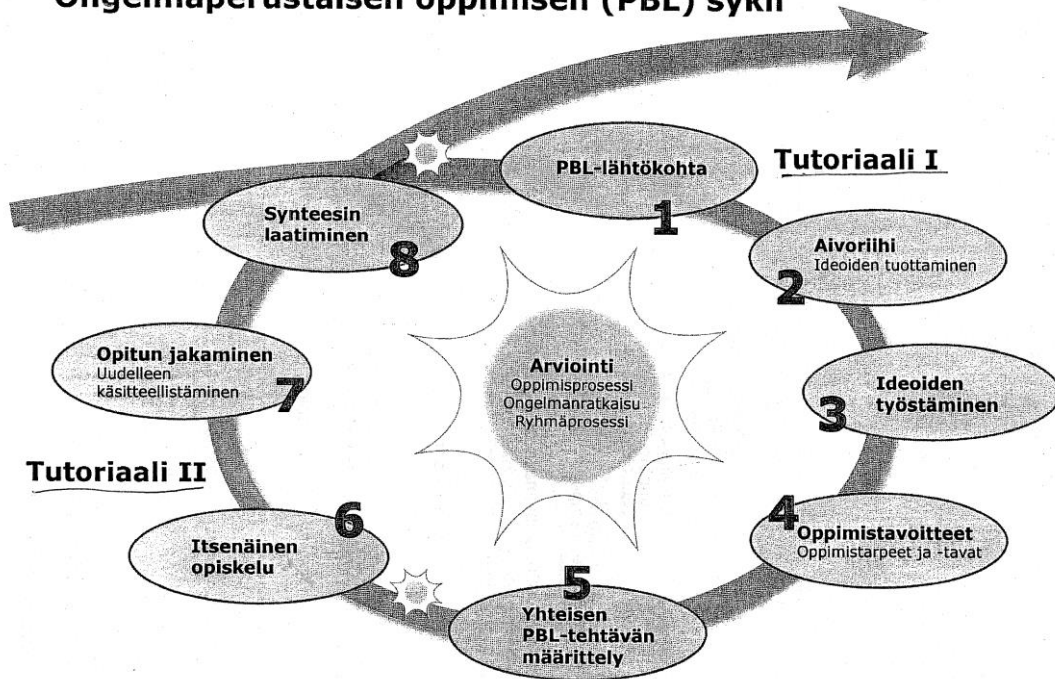 Ongelmaperustaisen oppimisen (PBL) sykli
PBL-lähtökohta
1
Tutoriaali I
Aivoriihi
Ideoiden tuottaminen
2
Ideoiden
työstäminen
3
4
Oppimistavoitteet
Oppimistarpeet ja -tavat
5
Yhteisen
PBL-tehtävän
määrittely
6
Itsenäinen
opiskelu
Tutoriaali II
Opitun jakaminen
Uudelleen
käsitteellistäminen
7
Synteesin
laatiminen
8
Arviointi
Oppimisprosessi
Ongelmanratkaisu
Ryhmäprosessi